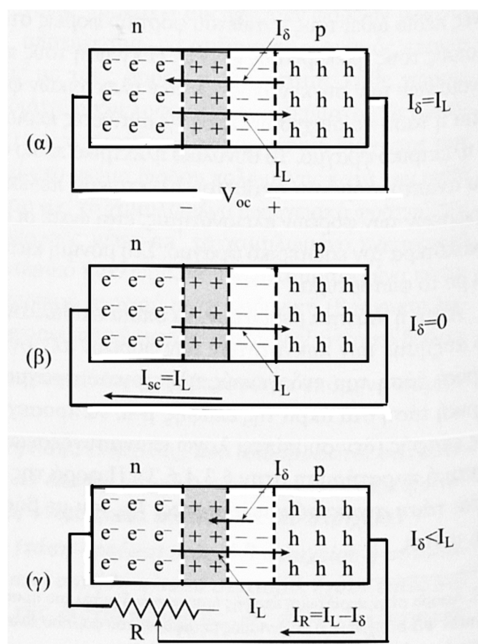 n I_δ p
e⁻ e⁻ e⁻ + + − − h h h
e⁻ e⁻ e⁻ + + − − h h h
e⁻ e⁻ e⁻ + + − − h h h
I_δ=I_L
(α) I_L
− V_oc +
n p
e⁻ e⁻ e⁻ + + − − h h h
e⁻ e⁻ e⁻ + + − − h h h
e⁻ e⁻ e⁻ + + − − h h h
I_δ=0
(β) I_sc=I_L I_L
n p
e⁻ e⁻ e⁻ + + I_δ h h h
e⁻ e⁻ e⁻ + + − − h h h
e⁻ e⁻ e⁻ + + − − h h h
I_δ<I_L
(γ) I_L I_R=I_L−I_δ
R